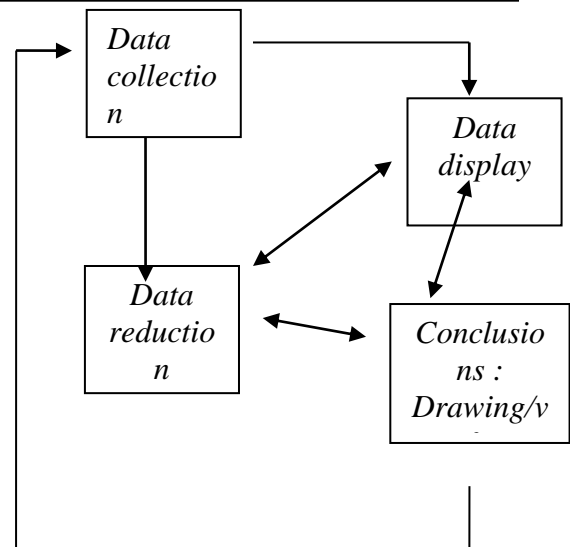 Data
collectio
n
Data
display
Data
reductio
n
Conclusio
ns :
Drawing/v